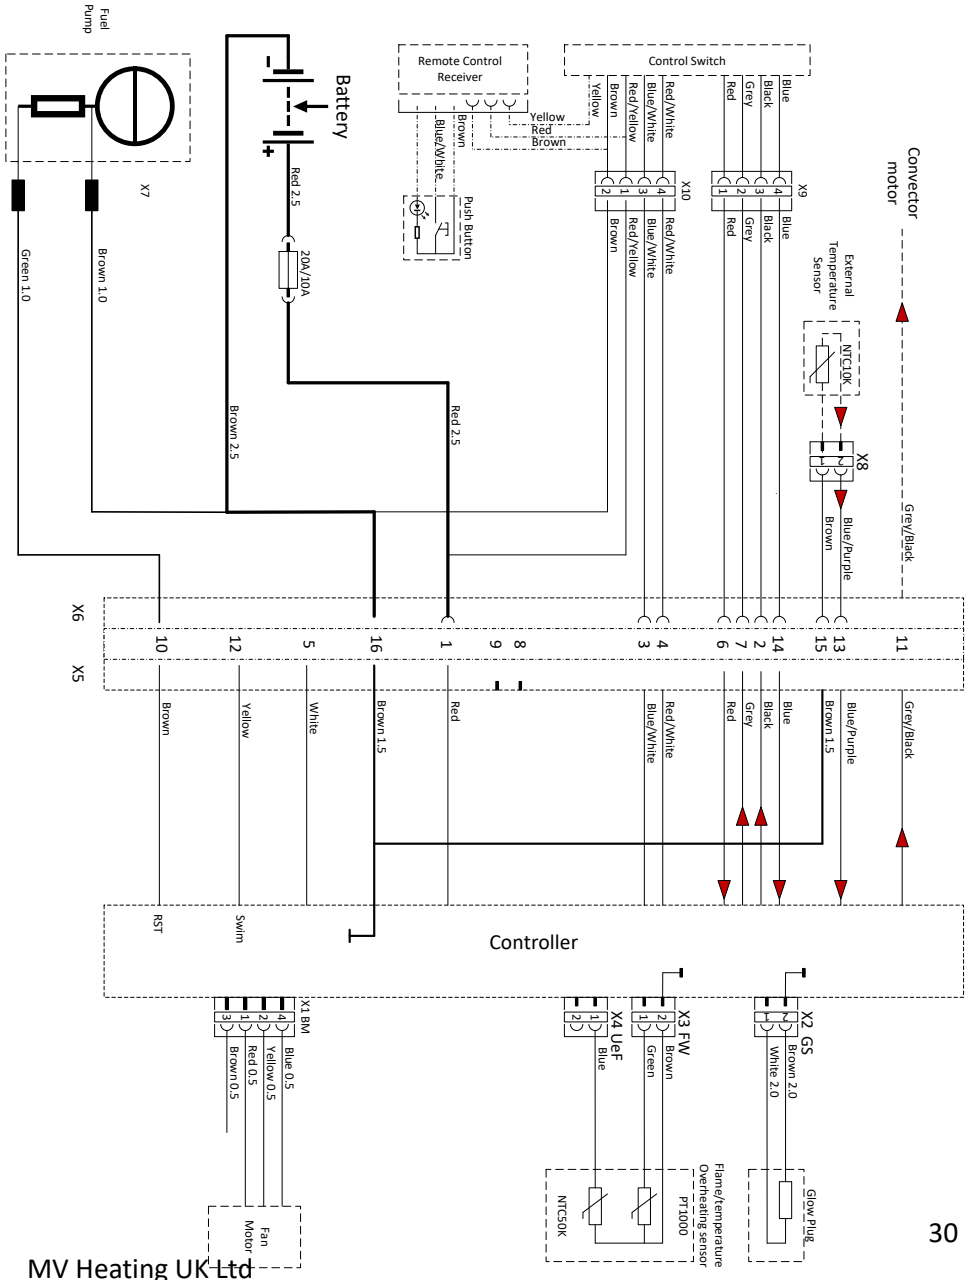 Fuel
Pump
X7
Green 1.0
Brown 1.0
-
Battery
+
Red 2.5
20A/10A
Brown 2.5
Red 2.5
Remote Control
Receiver
Blue/White
Brown
Yellow
Red
Brown
Push Button
Control Switch
Yellow
Brown
Red/Yellow
Blue/White
Red/White
Red
Grey
Black
Blue
X10
2
1
3
4
Brown
Red/Yellow
Blue/White
Red/White
X9
1
2
3
4
Red
Grey
Black
Blue
Convector
motor
External
Temperature
Sensor
NTC10K
X8
1
2
Brown
Blue/Purple
Grey/Black
X6
10
12
5
16
1
9
8
3
4
6
7
2
14
15
13
11
X5
Brown
Yellow
White
Brown 1.5
Red
Blue/White
Red/White
Red
Grey
Black
Blue
Brown 1.5
Blue/Purple
Grey/Black
RST
Swim
Controller
X1 BM
3
1
2
4
Brown 0.5
Red 0.5
Yellow 0.5
Blue 0.5
Fan
Motor
X4 UeF
2
1
Blue
X3 FW
1
2
Green
Brown
X2 GS
1
2
White 2.0
Brown 2.0
NTC50K
PT1000
Flame/temperature
Overheating sensor
Glow Plug
30
MV Heating UK Ltd